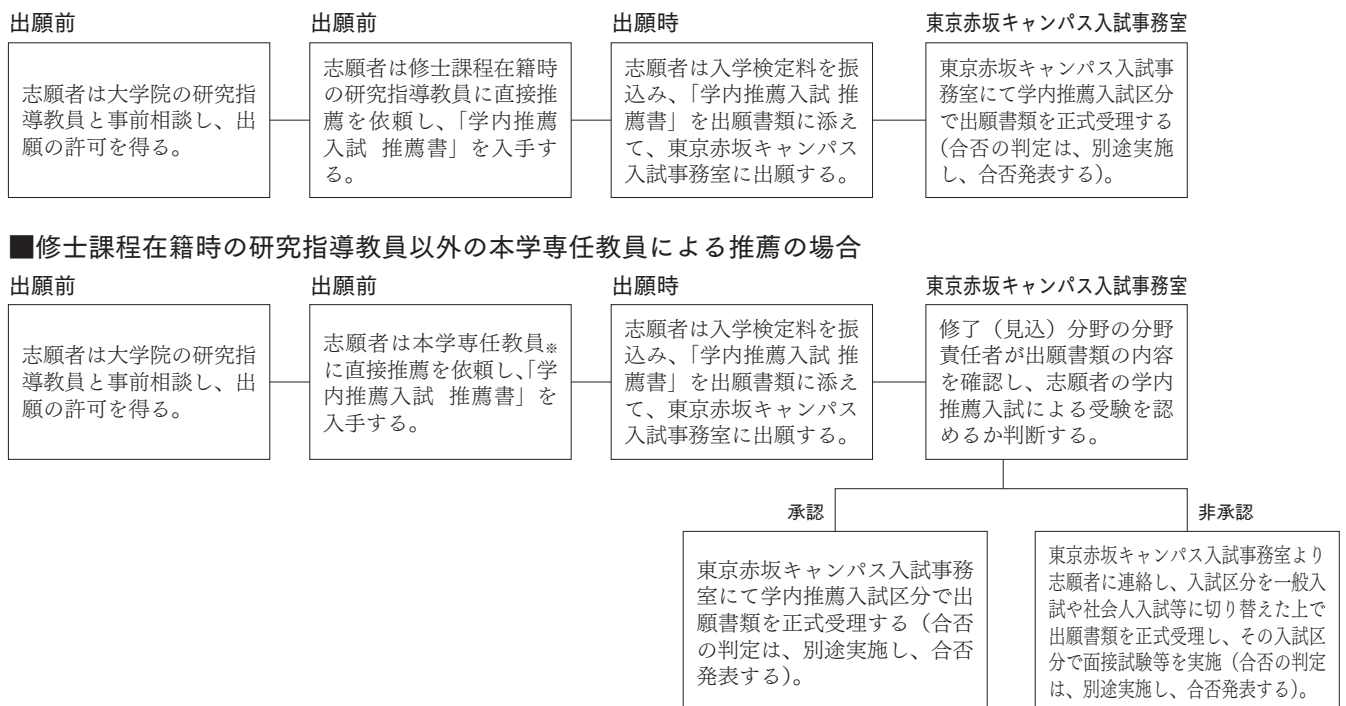 出願前
志願者は大学院の研究指
導教員と事前相談し、出
願の許可を得る。
出願前
志願者は修士課程在籍時
の研究指導教員に直接推
薦を依頼し、「学内推薦
入試 推薦書」を入手す
る。
出願時
志願者は入学検定料を振
込み、「学内推薦入試 推
薦書」を出願書類に添え
て、東京赤坂キャンパス
入試事務室に出願する。
東京赤坂キャンパス入試事務室
東京赤坂キャンパス入試事
務室にて学内推薦入試区分
で出願書類を正式受理する
(合否の判定は、別途実施
し、合否発表する)。
■修士課程在籍時の研究指導教員以外の本学専任教員による推薦の場合
出願前
志願者は大学院の研究指
導教員と事前相談し、出
願の許可を得る。
出願前
志願者は本学専任教員※
に直接推薦を依頼し、「学
内推薦入試 推薦書」を
入手する。
出願時
志願者は入学検定料を振
込み、「学内推薦入試 推
薦書」を出願書類に添え
て、東京赤坂キャンパス
入試事務室に出願する。
東京赤坂キャンパス入試事務室
修了（見込）分野の分野
責任者が出願書類の内容
を確認し、志願者の学内
推薦入試による受験を認
めるか判断する。
承認
東京赤坂キャンパス入試事務
室にて学内推薦入試区分で出
願書類を正式受理する（合否
の判定は、別途実施し、合否
発表する)。
非承認
東京赤坂キャンパス入試事務室より
志願者に連絡し、入試区分を一般入
試や社会人入試等に切り替えた上で
出願書類を正式受理し、その入試区
分で面接試験等を実施（合否の判定
は、別途実施し、合否発表する)。